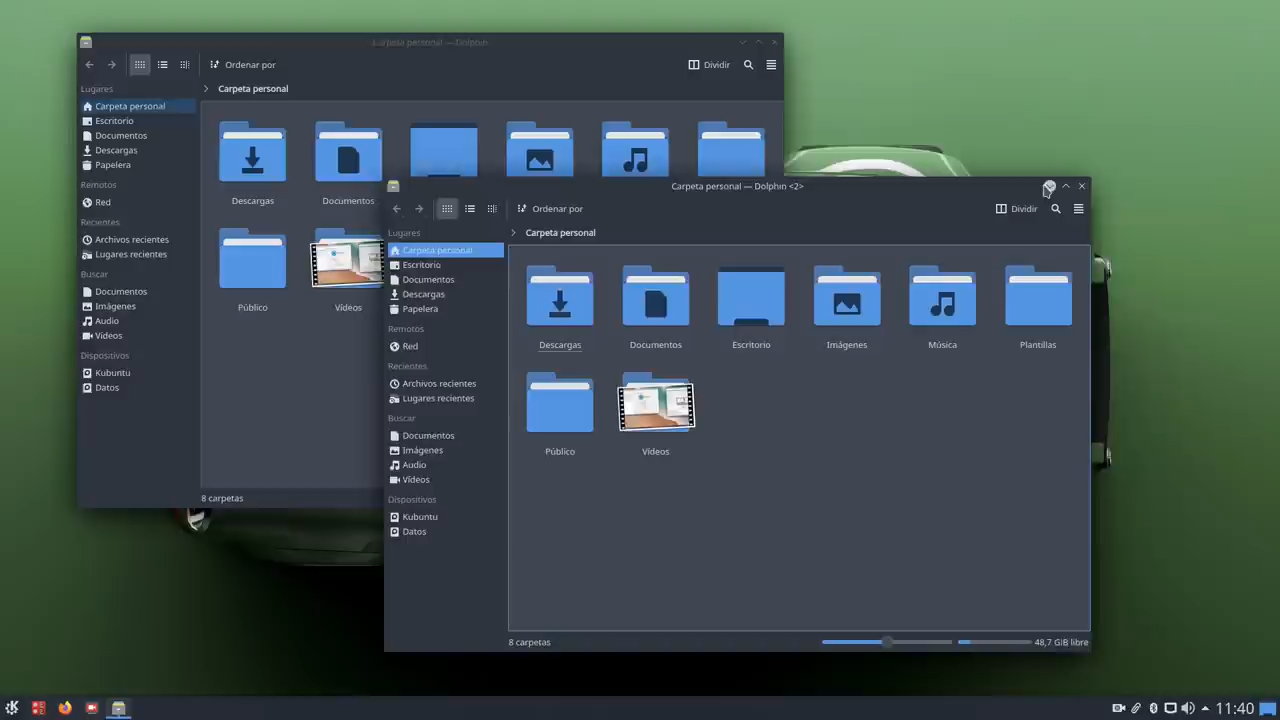 Carpeta personal — Dolphin
Ordenar por
Dividir
Lugares
Carpeta personal
Carpeta personal
Escritorio
Documentos
Descargas
Papelera
Remotos
Red
Recientes
Archivos recientes
Lugares recientes
Buscar
Documentos
Imágenes
Audio
Vídeos
Dispositivos
Kubuntu
Datos
Descargas
Documentos
Público
Vídeos
8 carpetas
Carpeta personal — Dolphin <2>
Ordenar por
Dividir
Lugares
Carpeta personal
Carpeta personal
Escritorio
Documentos
Descargas
Papelera
Remotos
Red
Recientes
Archivos recientes
Lugares recientes
Buscar
Documentos
Imágenes
Audio
Vídeos
Dispositivos
Kubuntu
Datos
Descargas
Documentos
Escritorio
Imágenes
Música
Plantillas
Público
Vídeos
8 carpetas
48,7 GiB libre
11:40